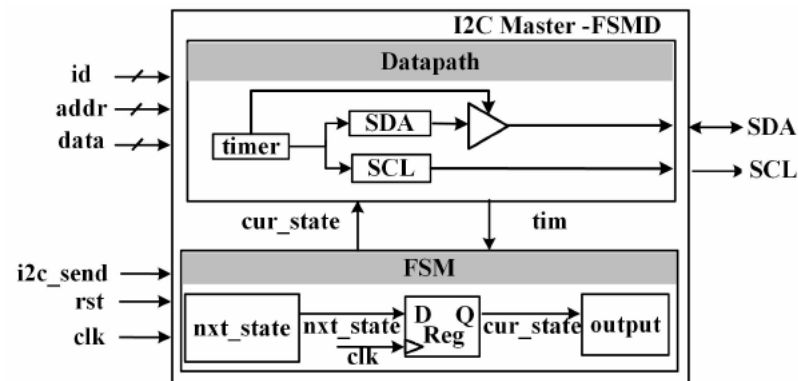 I2C Master -FSMD
Datapath
id
addr
data
timer
SDA
SCL
SDA
SCL
cur_state
tim
FSM
i2c_send
rst
clk
nxt_state
nxt_state
clk
D Q
Reg
cur_state
output